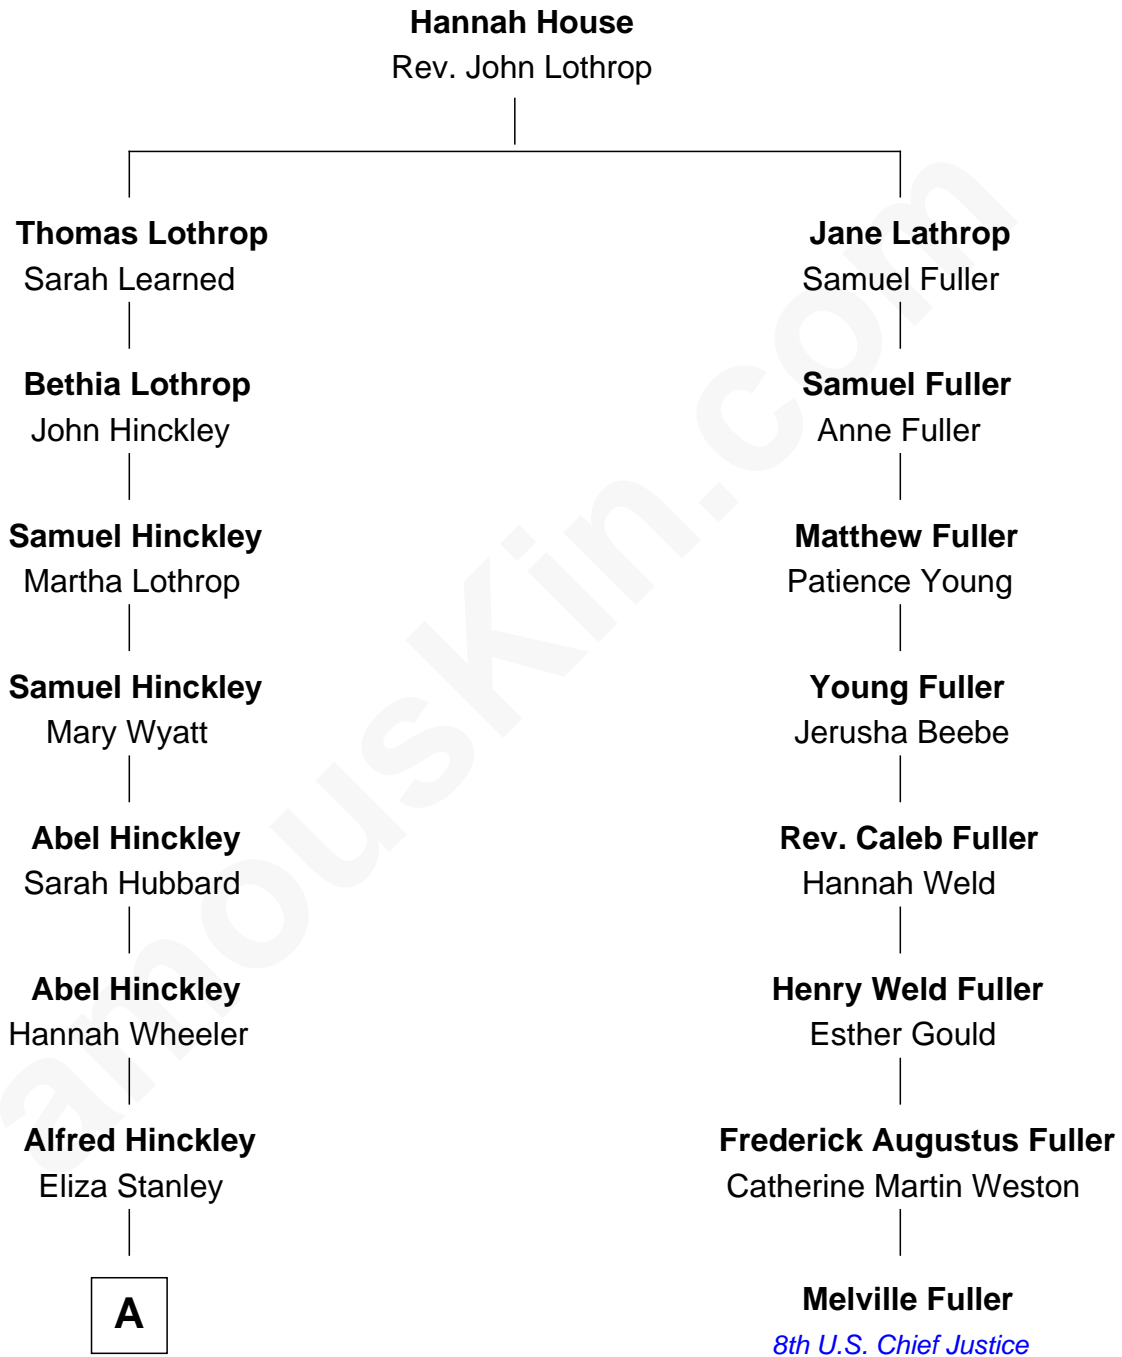 Hannah House
Rev. John Lothrop
Thomas Lothrop
Sarah Learned
Jane Lathrop
Samuel Fuller
Bethia Lothrop
John Hinckley
Samuel Fuller
Anne Fuller
Samuel Hinckley
Martha Lothrop
Matthew Fuller
Patience Young
Samuel Hinckley
Mary Wyatt
Young Fuller
Jerusha Beebe
Abel Hinckley
Sarah Hubbard
Rev. Caleb Fuller
Hannah Weld
Abel Hinckley
Hannah Wheeler
Henry Weld Fuller
Esther Gould
Alfred Hinckley
Eliza Stanley
Frederick Augustus Fuller
Catherine Martin Weston
A
Melville Fuller
8th U.S. Chief Justice
amouskin.com